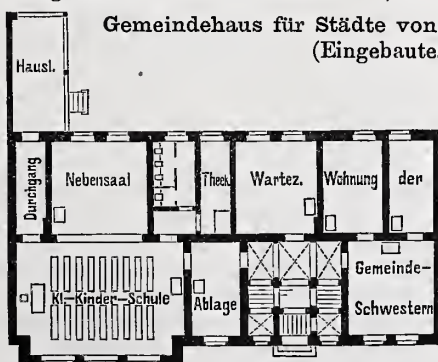 Gemeindehaus für Städte von
(Eingebaute
Hausl.
Durchgang
Nebensaal
Theek.
Wartez.
Wohnung
der
Kl.-Kinder-Schule
Ablage
Gemeinde-
Schwestern